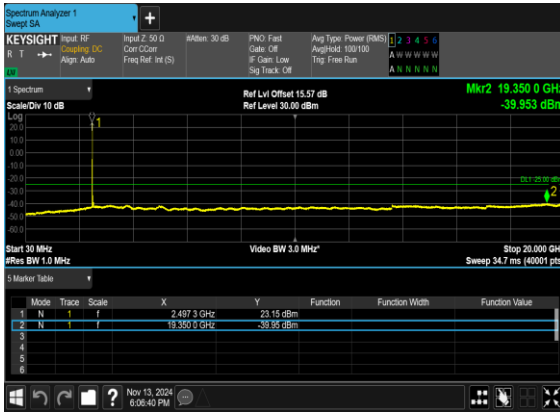 Spectrum Analyzer 1
Swept SA
+
KEYSIGHT Input: RF Input Z: 50 Ω #Atten: 30 dB PNO: Fast Avg Type: Power (RMS) 1 2 3 4 5 6
R T Coupling: DC Corr CCorr Gate: Off Avg|Hold: 100/100 A W W W W W
Align: Auto Freq Ref: Int (S) IF Gain: Low Trig: Free Run
LXI Sig Track: Off A N N N N N
1 Spectrum Ref Lvl Offset 15.57 dB Mkr2 19.350 0 GHz
Scale/Div 10 dB Ref Level 30.00 dBm -39.953 dBm
Log
1
20.0
10.0
0.00
-10.0
-20.0
DL1 -25.00 dBm
-30.0
2
-40.0
-50.0
-60.0
Start 30 MHz Video BW 3.0 MHz* Stop 20.000 GHz
#Res BW 1.0 MHz Sweep 34.7 ms (40001 pts)
5 Marker Table
Mode Trace Scale X Y Function Function Width Function Value
1 N 1 f 2.497 3 GHz 23.15 dBm
2 N 1 f 19.350 0 GHz -39.95 dBm
3
4
5
6
? Nov 13, 2024
6:06:40 PM